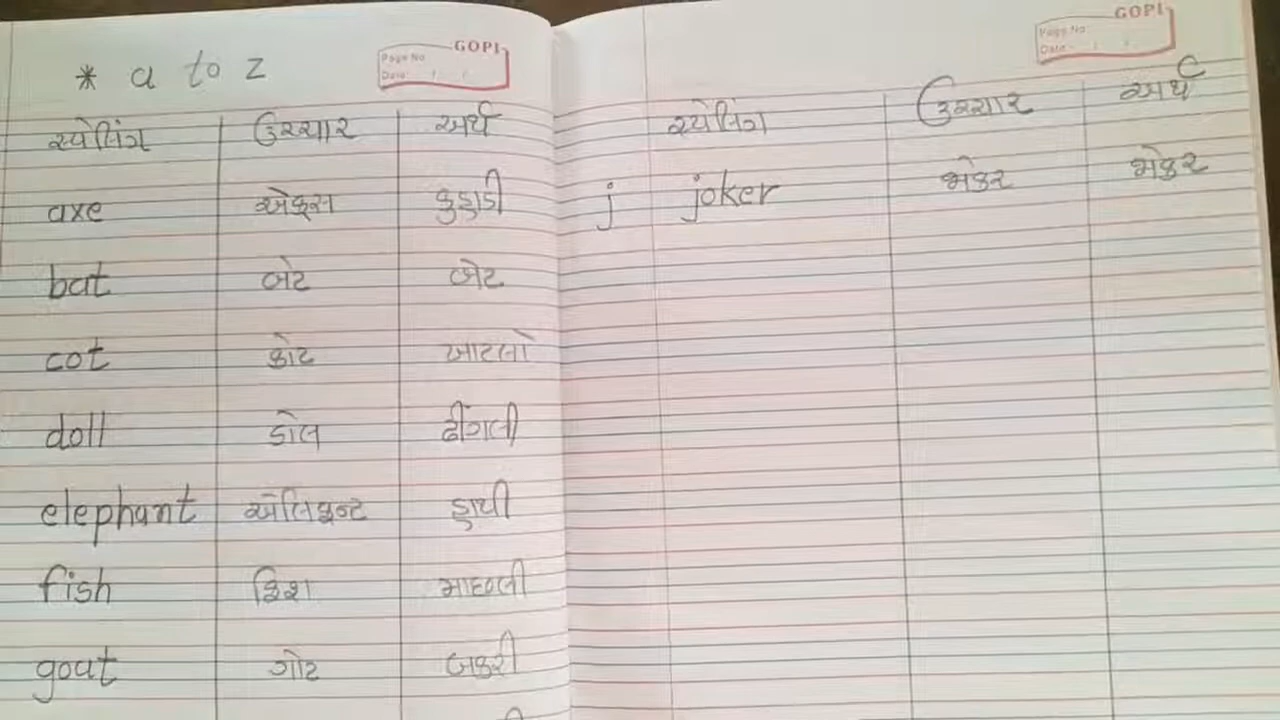 * a to z
GOPI
Page No
Date
સ્પેલિંગ ઉચ્ચાર અર્થ
axe એક્સ કુહાડી
bat બેટ બેટ
cot કોટ ખાટલો
doll ડોલ ઢીંગલી
elephant એલિફન્ટ હાથી
fish ફિશ માછલી
goat ગોટ બકરી
GOPI
Page No
Date
સ્પેલિંગ ઉચ્ચાર અર્થ
j joker જોકર જોકર